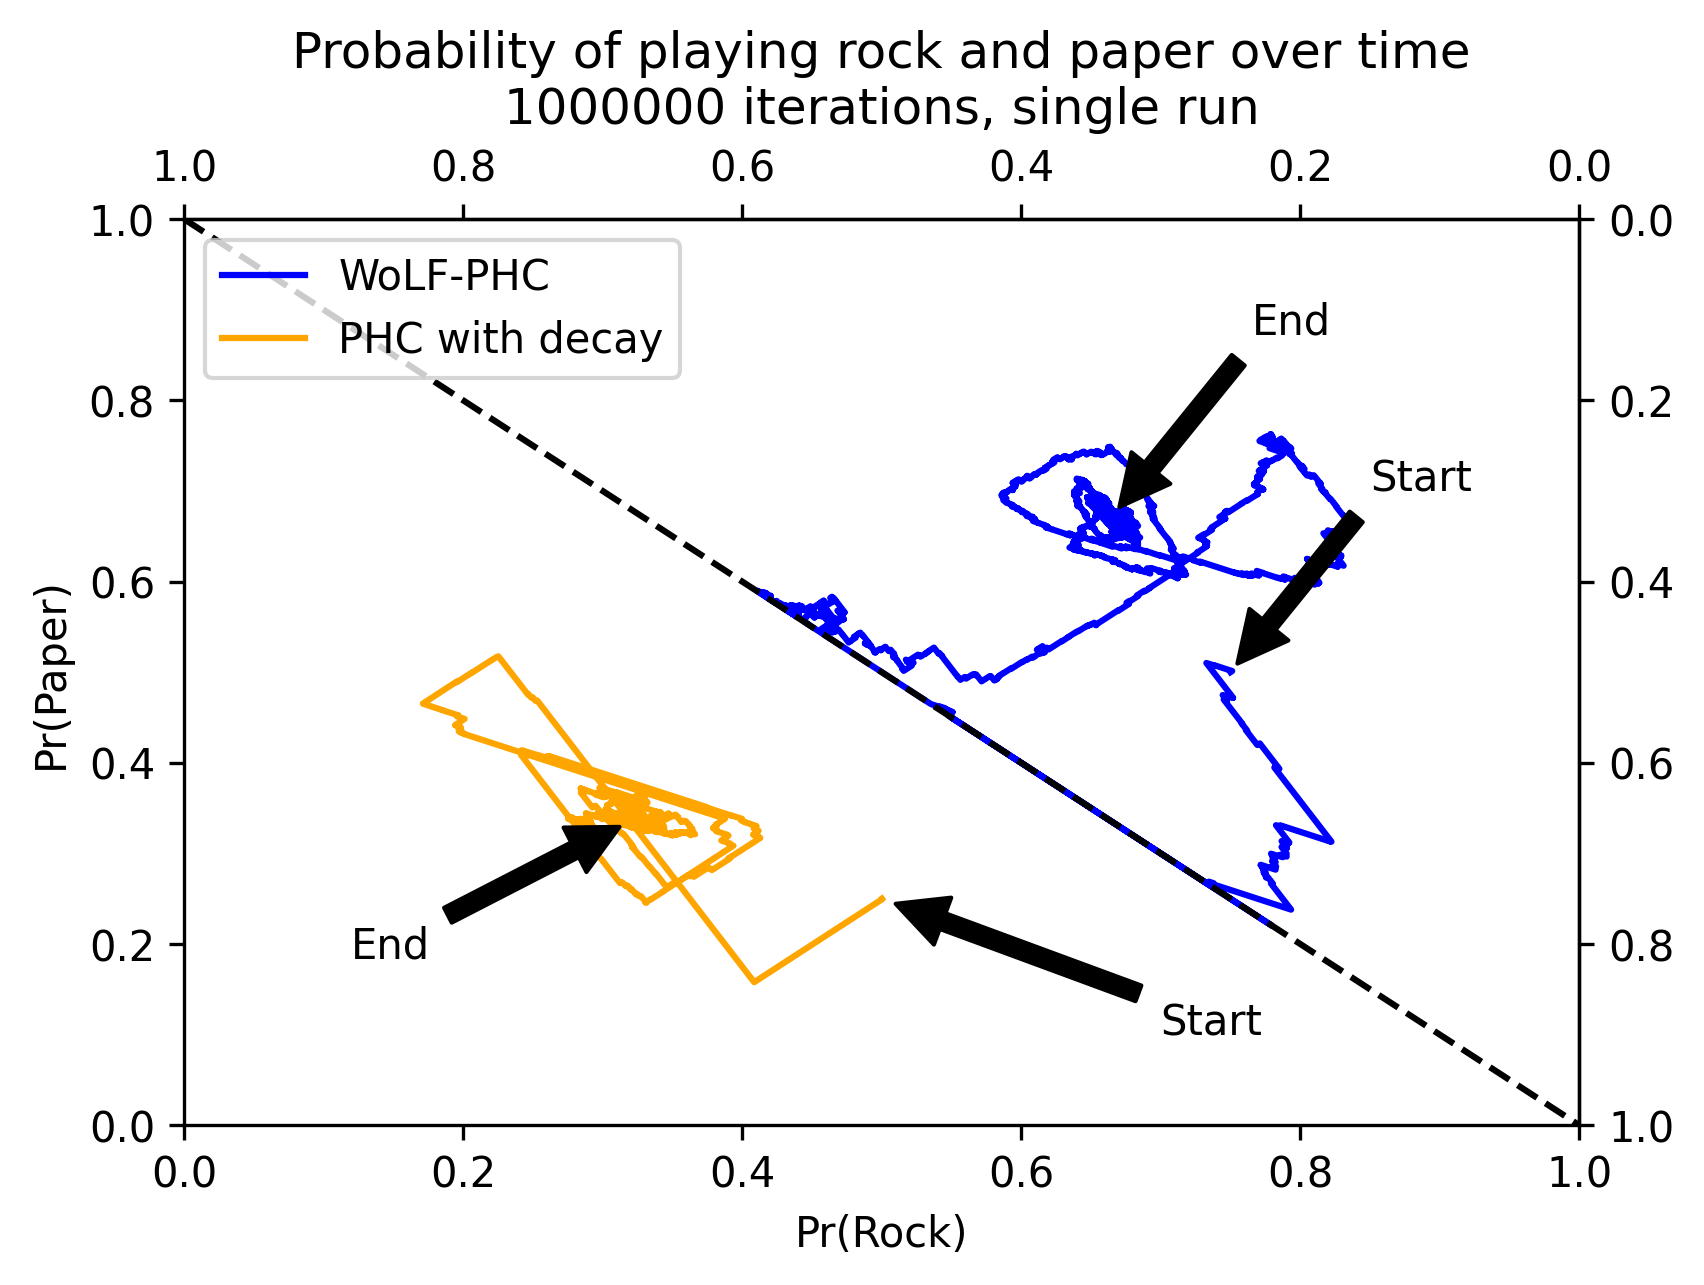 Probability of playing rock and paper over time
1000000 iterations, single run
1.0 0.8 0.6 0.4 0.2 0.0
1.0 0.0
WoLF-PHC
PHC with decay
End
0.8 0.2
Start
0.6 0.4
Pr(Paper)
0.4 0.6
End
0.2 0.8
Start
0.0 1.0
0.0 0.2 0.4 0.6 0.8 1.0
Pr(Rock)